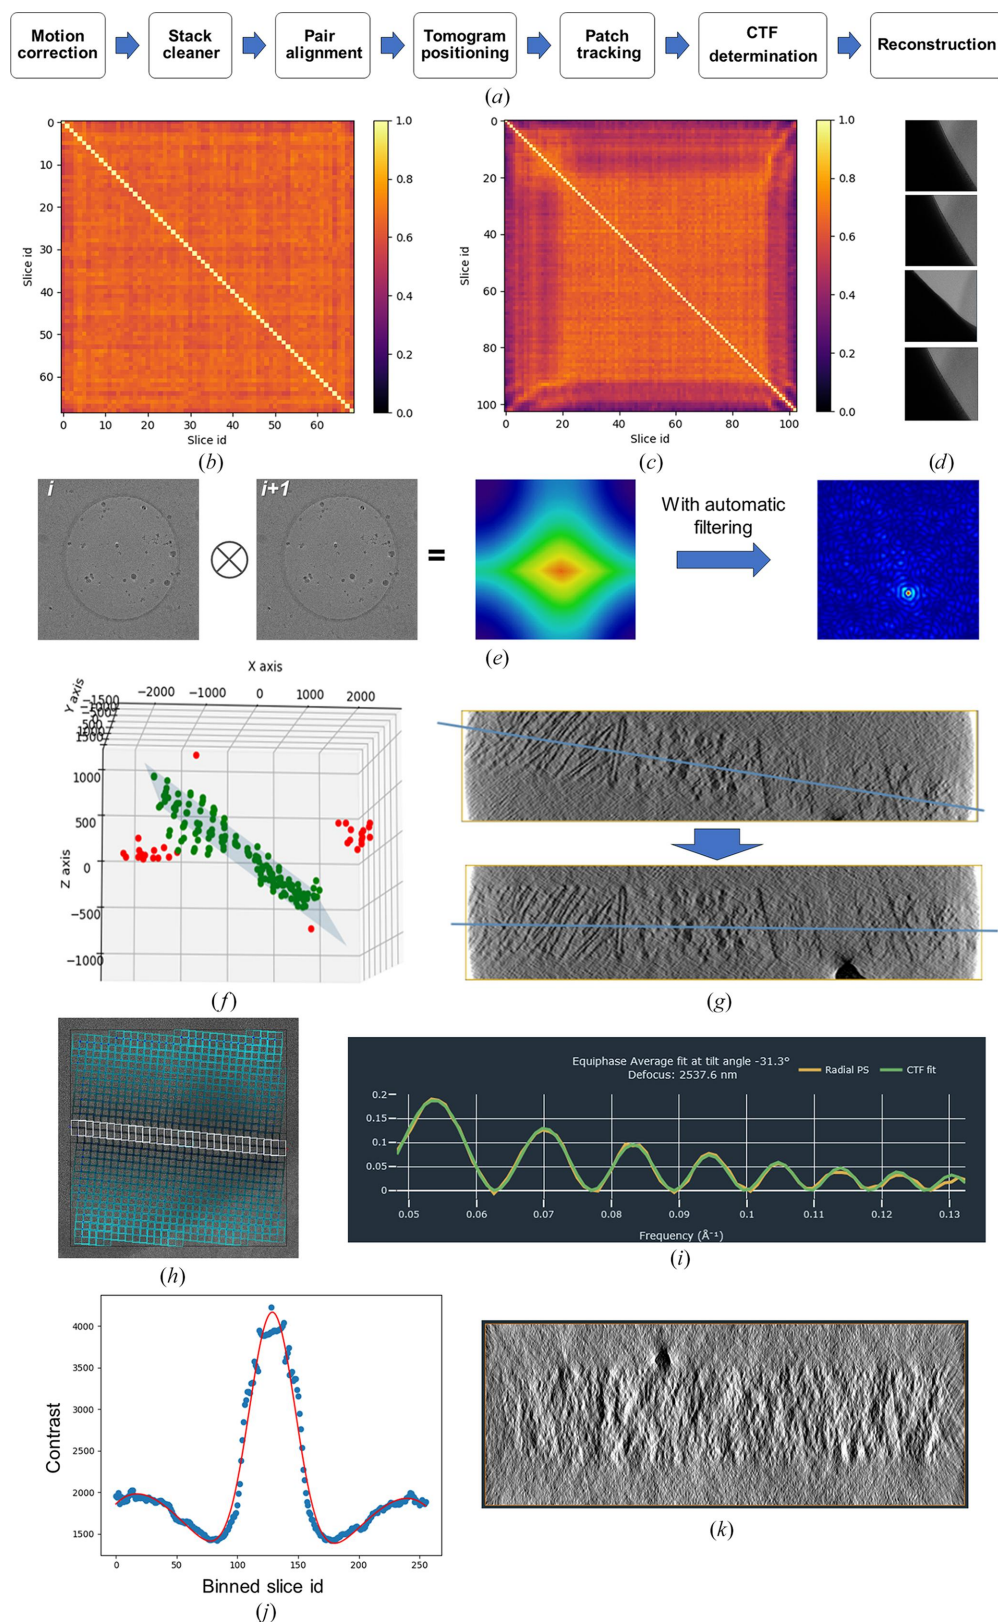 Motion correction
Stack cleaner
Pair alignment
Tomogram positioning
Patch tracking
CTF determination
Reconstruction
(a)
0
10
20
30
40
50
60
Slice id
0 10 20 30 40 50 60
Slice id
1.0
0.8
0.6
0.4
0.2
0.0
(b)
0
20
40
60
80
100
Slice id
0 20 40 60 80 100
Slice id
1.0
0.8
0.6
0.4
0.2
0.0
(c)
(d)
i
i+1
=
With automatic
filtering
(e)
X axis
−2000 −1000 0 1000 2000
Y axis
−1500
−1000
−500
0
500
1000
1500
Z axis
1000
500
0
−500
−1000
(f)
(g)
(h)
Equiphase Average fit at tilt angle -31.3°
Defocus: 2537.6 nm
Radial PS
CTF fit
0.2
0.15
0.1
0.05
0
0.05 0.06 0.07 0.08 0.09 0.1 0.11 0.12 0.13
Frequency (Å⁻¹)
(i)
Contrast
4000
3500
3000
2500
2000
1500
0 50 100 150 200 250
Binned slice id
(j)
(k)